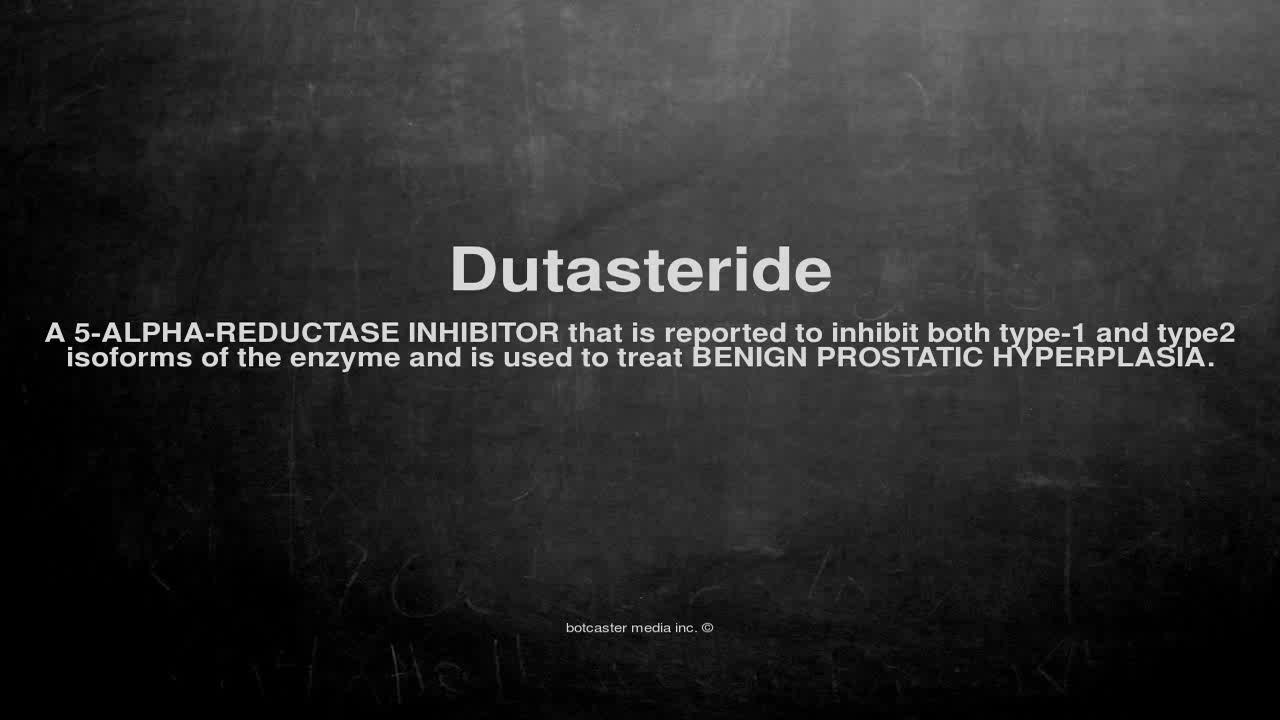 Dutasteride
A 5-ALPHA-REDUCTASE INHIBITOR that is reported to inhibit both type-1 and type2
isoforms of the enzyme and is used to treat BENIGN PROSTATIC HYPERPLASIA.
botcaster media inc. ©